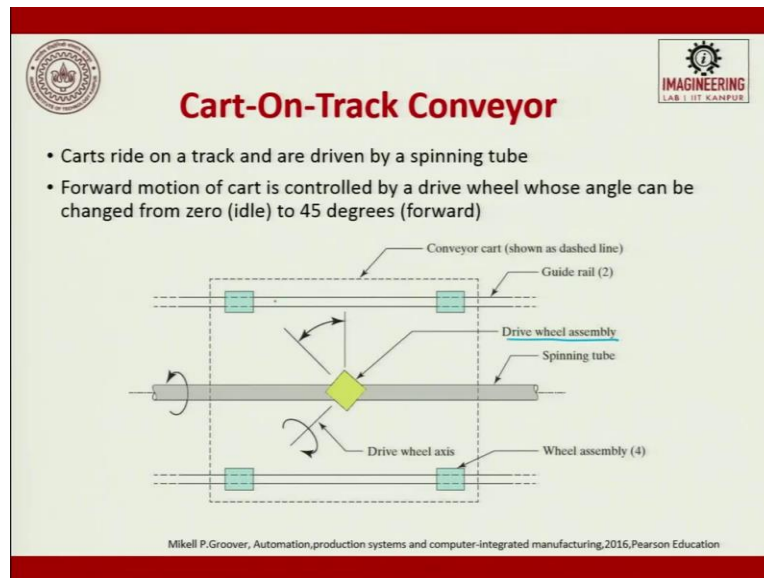 IMAGINEERING
LAB | IIT KANPUR
Cart-On-Track Conveyor
• Carts ride on a track and are driven by a spinning tube
• Forward motion of cart is controlled by a drive wheel whose angle can be
changed from zero (idle) to 45 degrees (forward)
Conveyor cart (shown as dashed line)
Guide rail (2)
Drive wheel assembly
Spinning tube
Drive wheel axis
Wheel assembly (4)
Mikell P.Groover, Automation,production systems and computer-integrated manufacturing,2016,Pearson Education